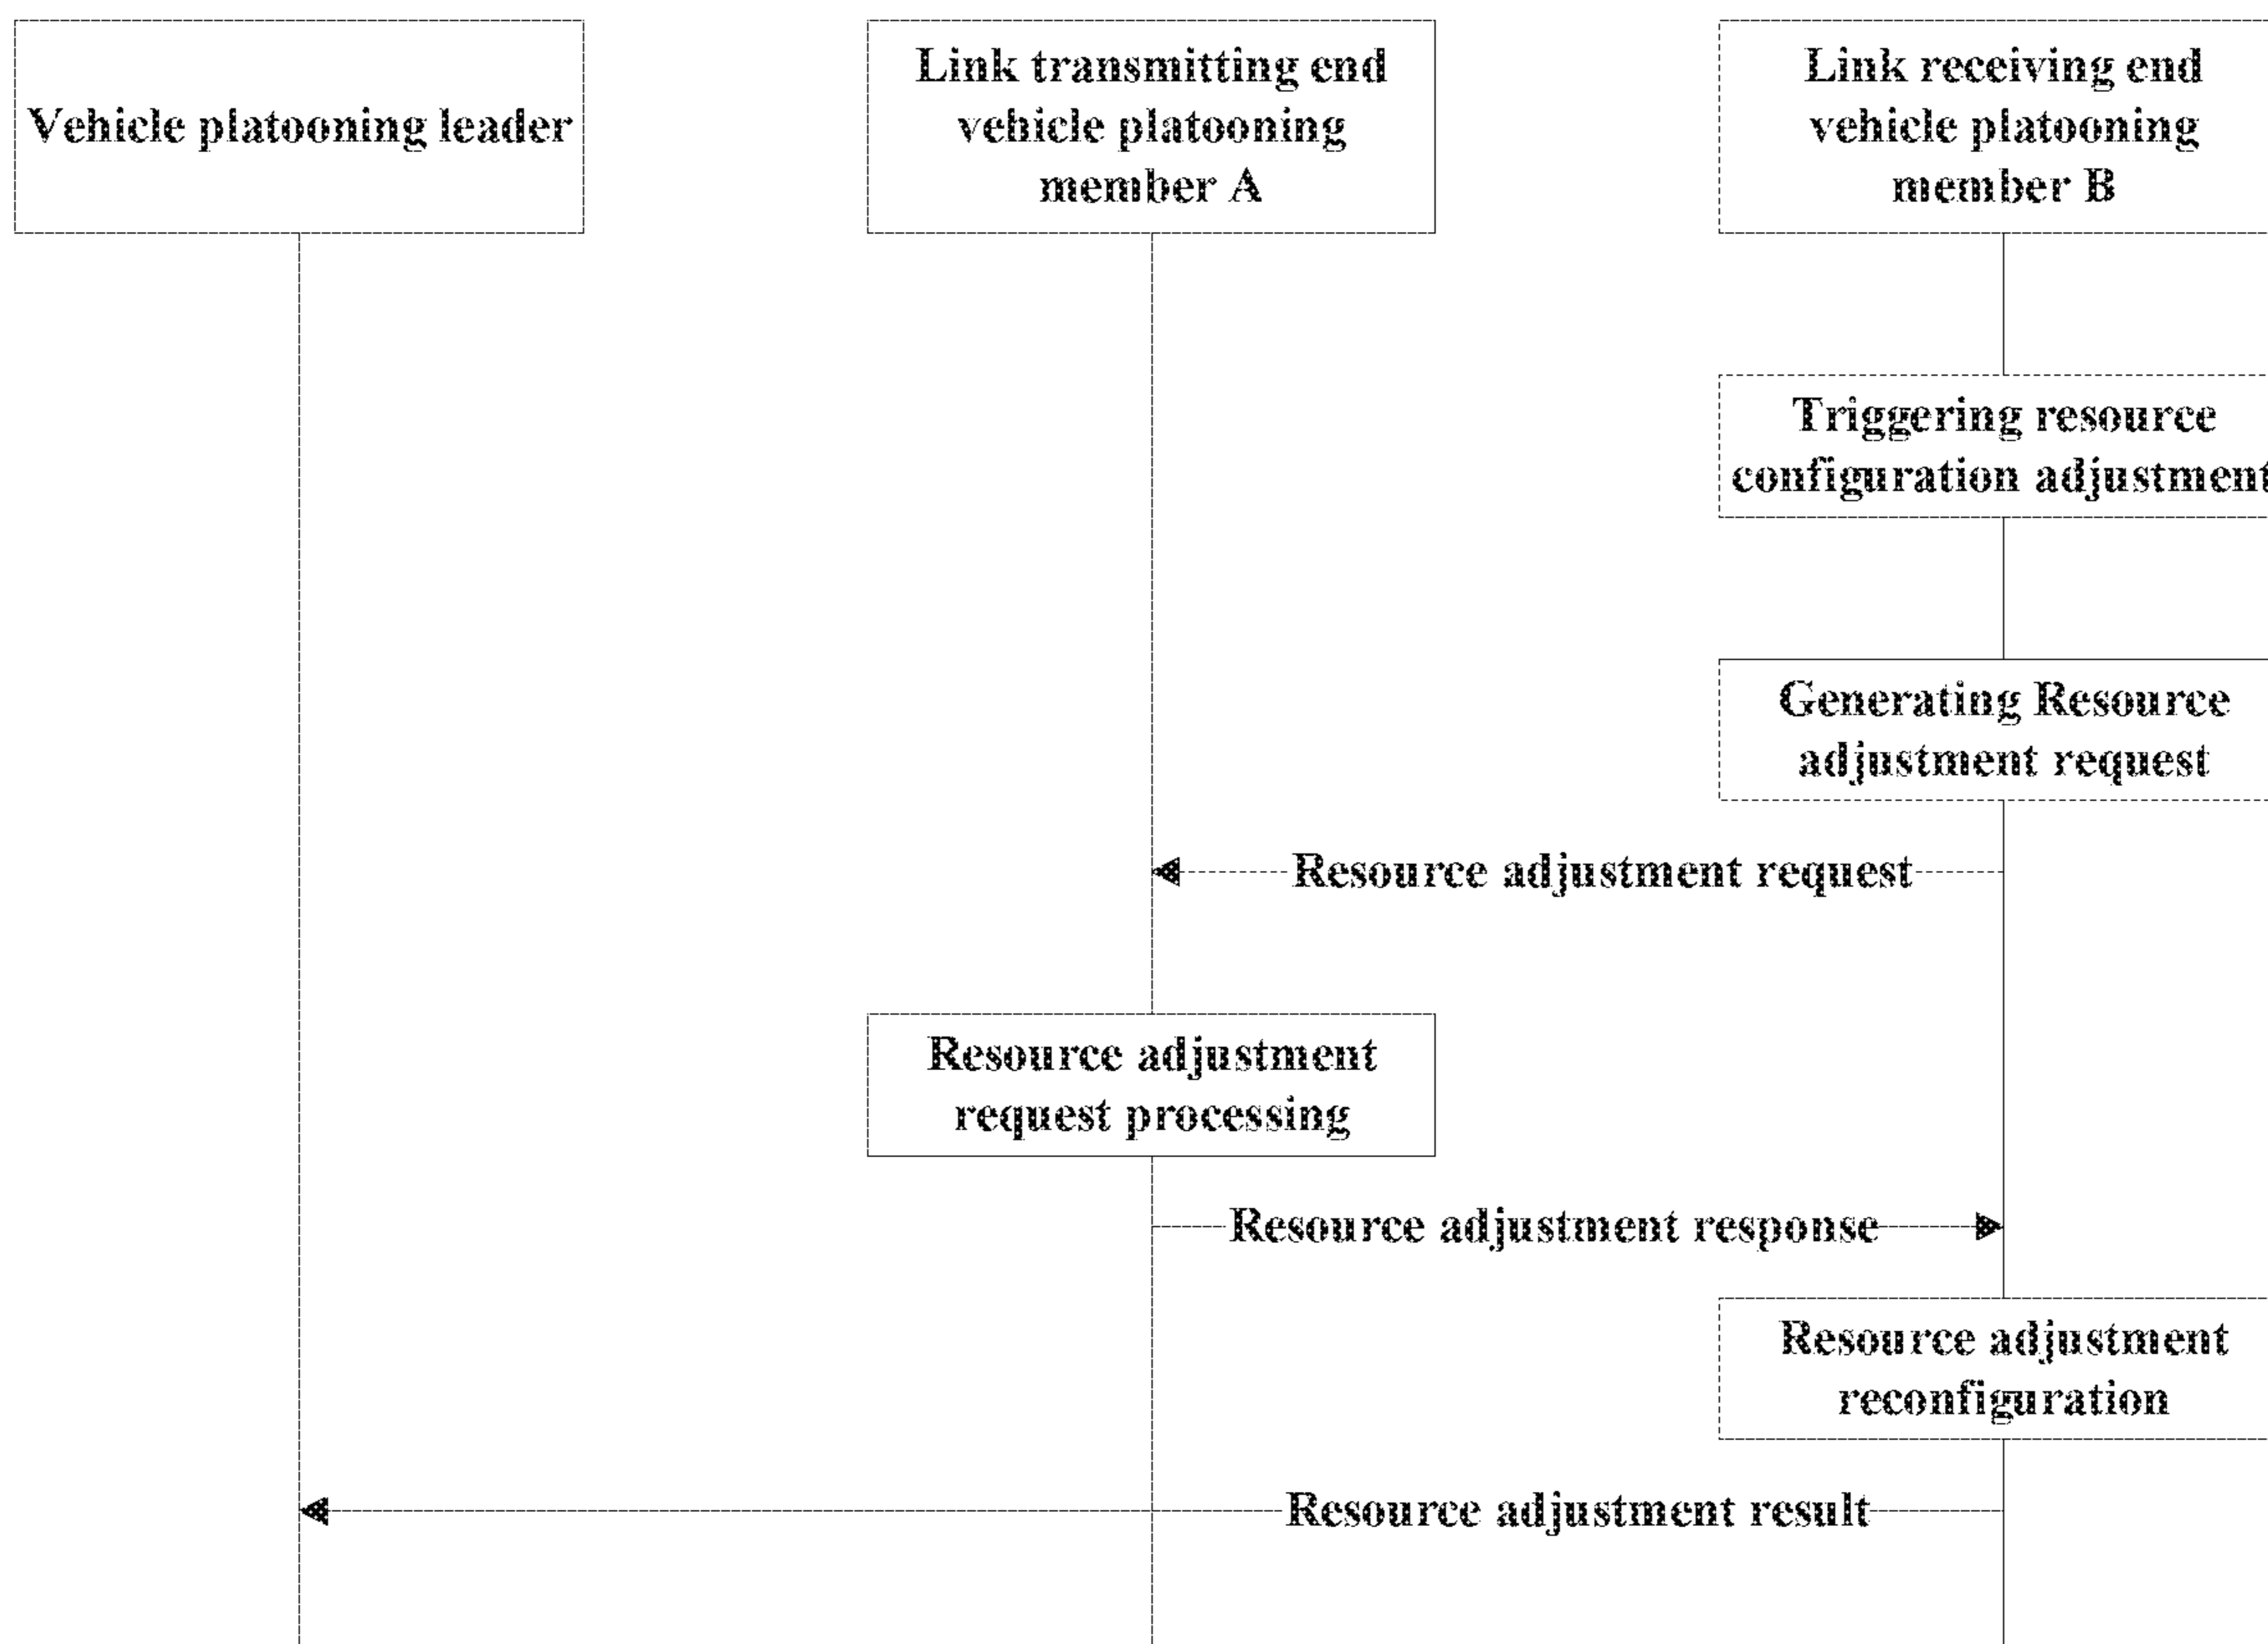 Vehicle platooning leader
Link transmitting end
vehicle platooning
member A
Link receiving end
vehicle platooning
member B
Triggering resource
configuration adjustment
Generating Resource
adjustment request
Resource adjustment request
Resource adjustment
request processing
Resource adjustment response
Resource adjustment
reconfiguration
Resource adjustment result